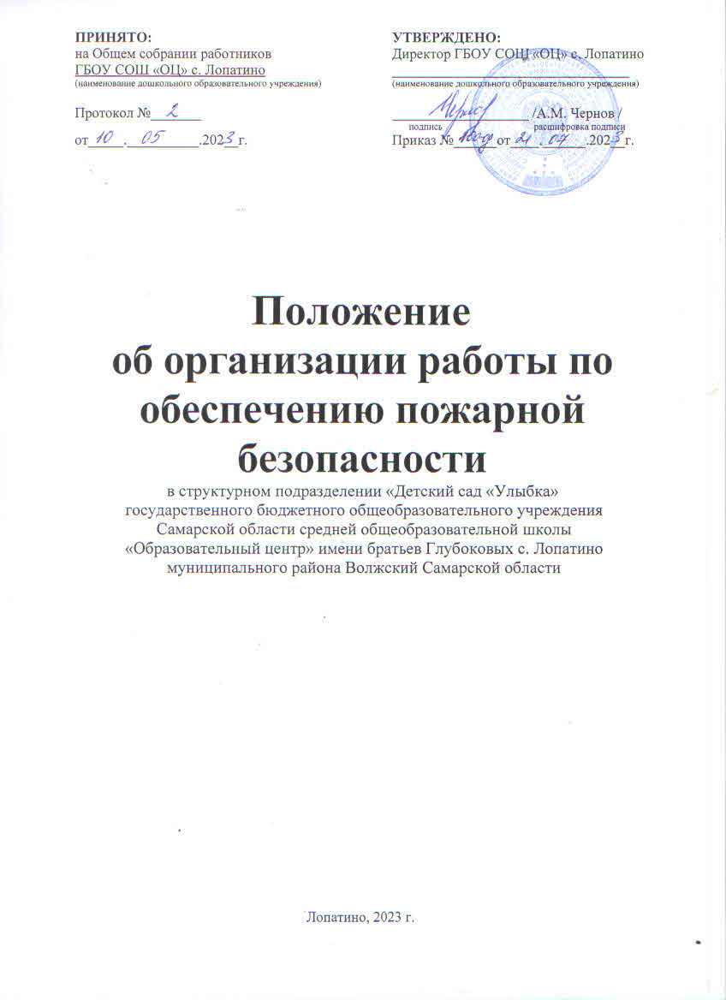 ПРИНЯТО:
на Общем собрании работников
ГБОУ СОШ «ОЦ» с. Лопатино
(наименование дошкольного образовательного учреждения)
Протокол № 2
от 10 . 05 .2023 г.
УТВЕРЖДЕНО:
Директор ГБОУ СОШ «ОЦ» с. Лопатино
(наименование дошкольного образовательного учреждения)
/А.М. Чернов /
подпись расшифровка подписи
Приказ № от 21 . 07 .2023 г.
Положение
об организации работы по
обеспечению пожарной
безопасности
в структурном подразделении «Детский сад «Улыбка»
государственного бюджетного общеобразовательного учреждения
Самарской области средней общеобразовательной школы
«Образовательный центр» имени братьев Глубоковых с. Лопатино
муниципального района Волжский Самарской области
Лопатино, 2023 г.